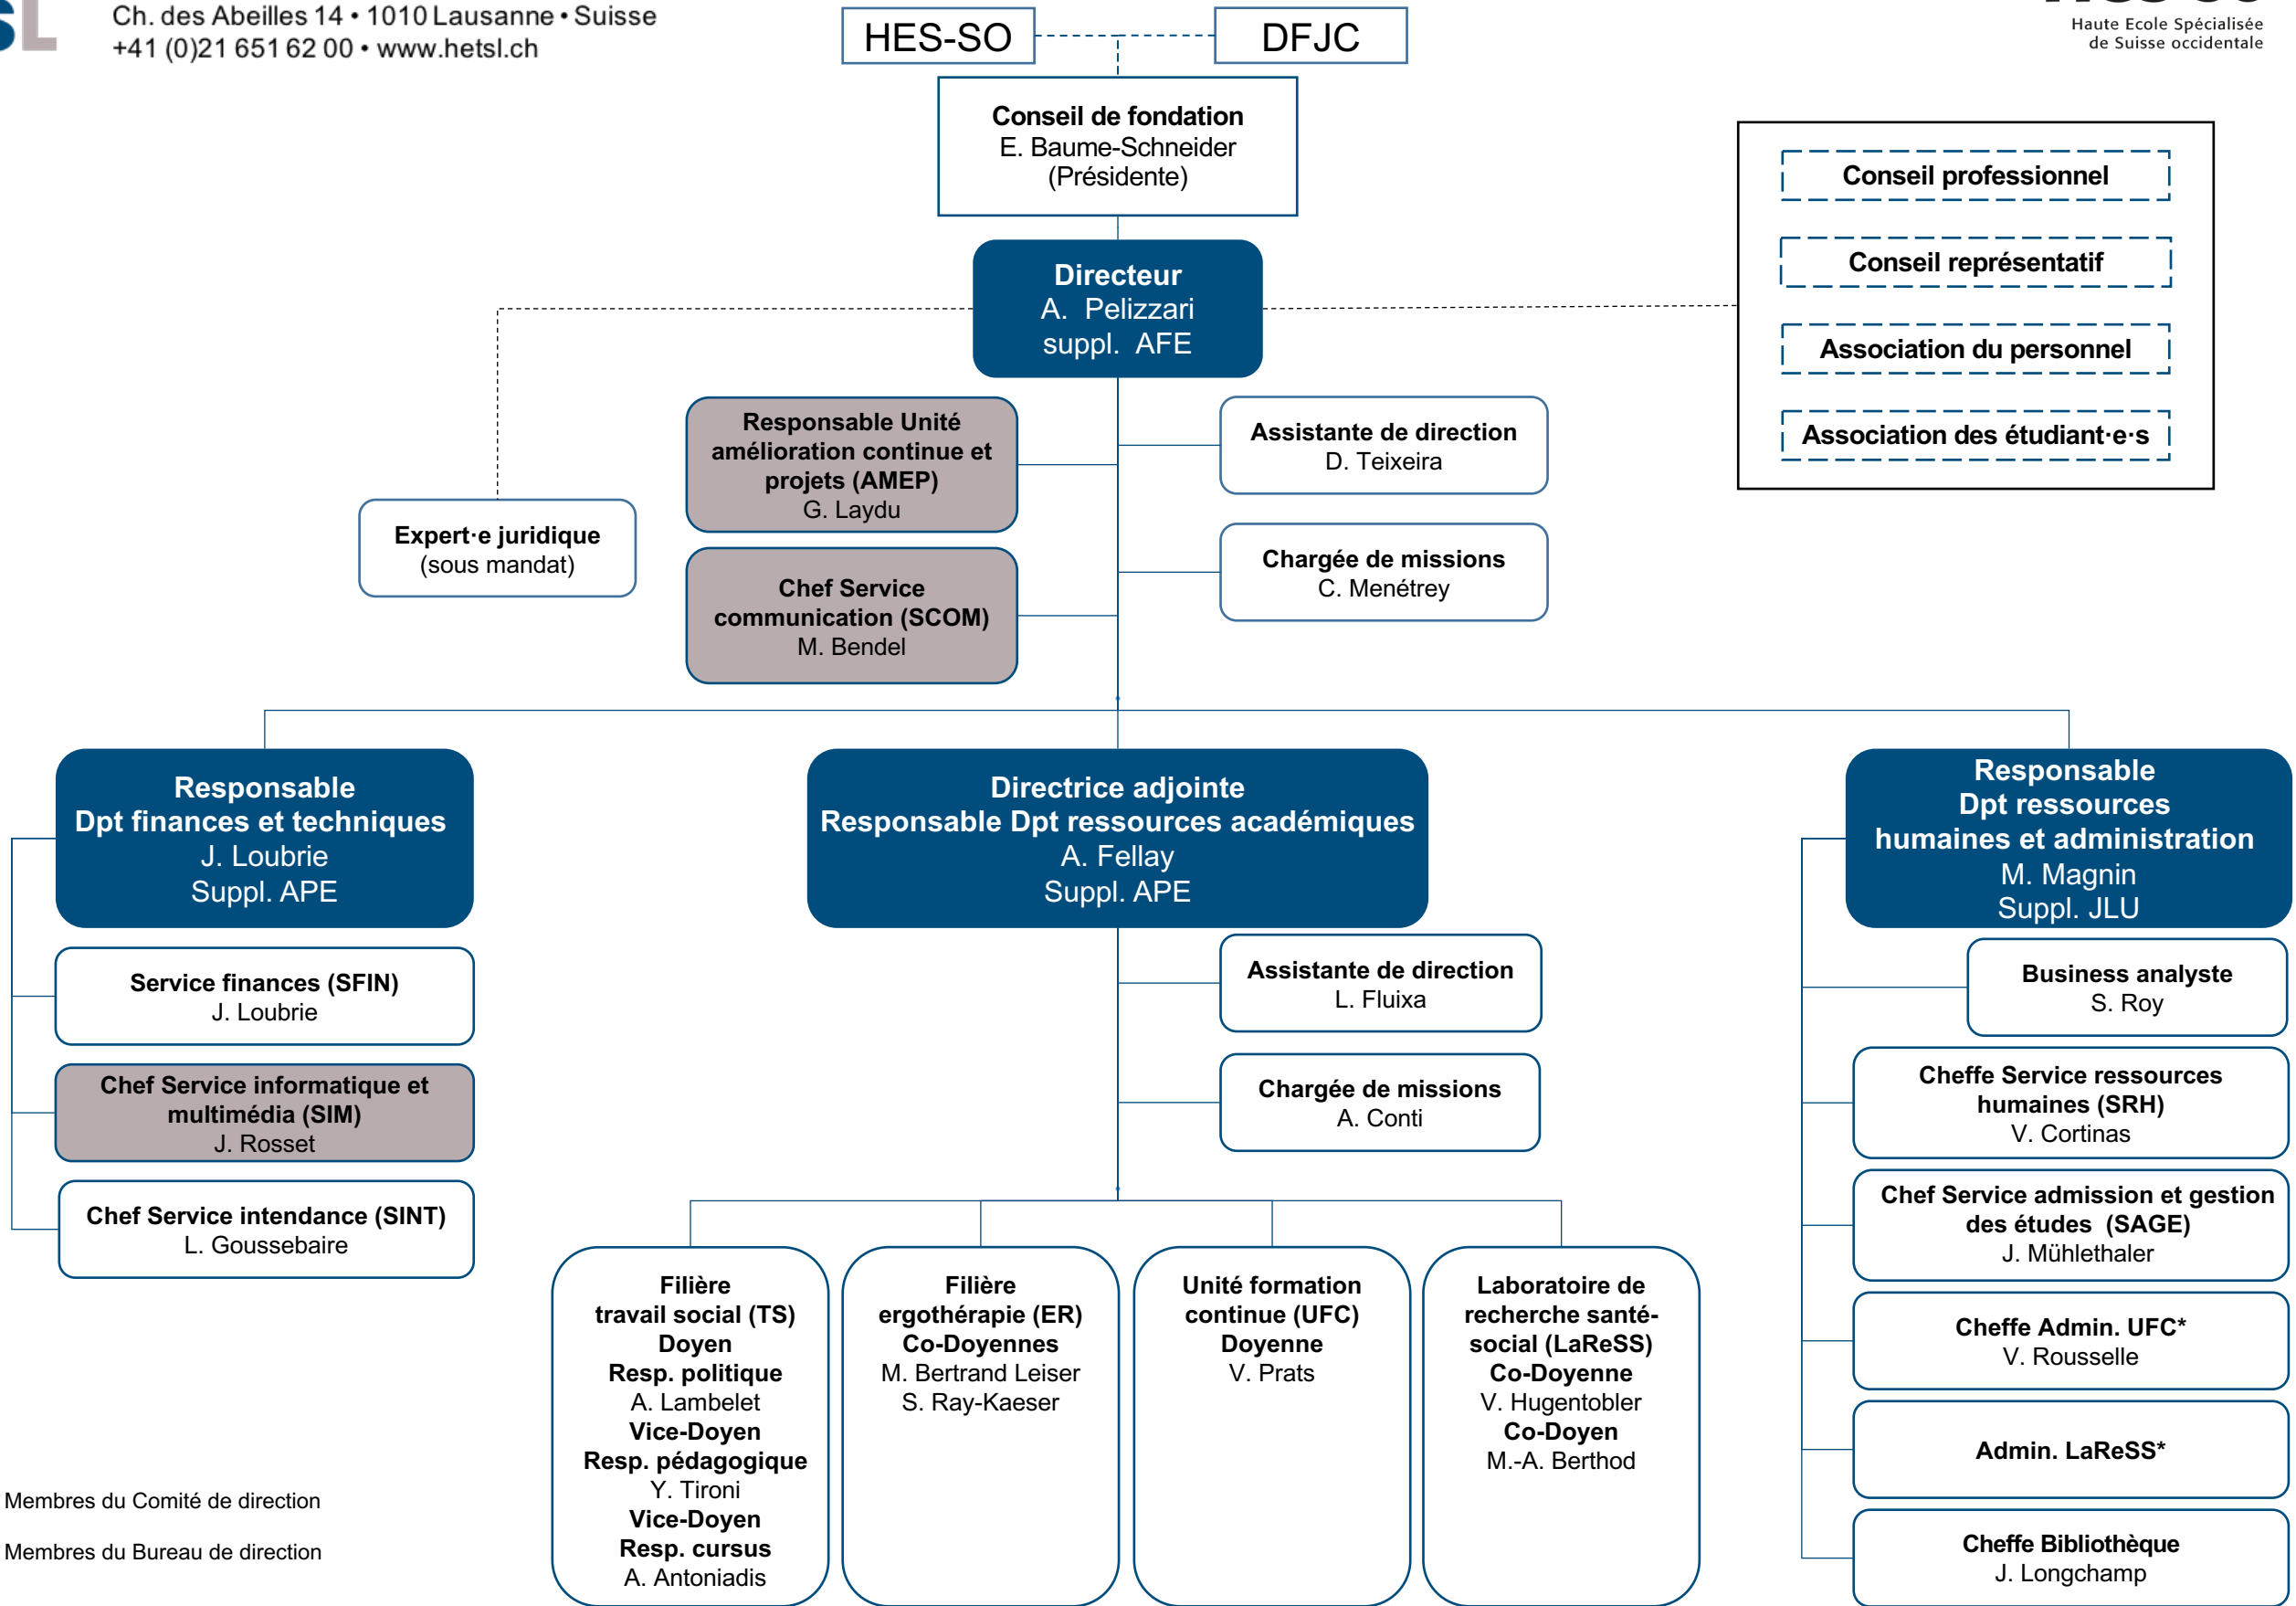 SL
Ch. des Abeilles 14 • 1010 Lausanne • Suisse
+41 (0)21 651 62 00 • www.hetsl.ch
HES-SO
DFJC
Haute Ecole Spécialisée
de Suisse occidentale
Conseil de fondation
E. Baume-Schneider
(Présidente)
Conseil professionnel
Conseil représentatif
Association du personnel
Association des étudiant·e·s
Directeur
A. Pelizzari
suppl. AFE
Responsable Unité
amélioration continue et
projets (AMEP)
G. Laydu
Assistante de direction
D. Teixeira
Expert·e juridique
(sous mandat)
Chef Service
communication (SCOM)
M. Bendel
Chargée de missions
C. Menétrey
Responsable
Dpt finances et techniques
J. Loubrie
Suppl. APE
Directrice adjointe
Responsable Dpt ressources académiques
A. Fellay
Suppl. APE
Responsable
Dpt ressources
humaines et administration
M. Magnin
Suppl. JLU
Service finances (SFIN)
J. Loubrie
Chef Service informatique et
multimédia (SIM)
J. Rosset
Chef Service intendance (SINT)
L. Goussebaire
Assistante de direction
L. Fluixa
Chargée de missions
A. Conti
Business analyste
S. Roy
Cheffe Service ressources
humaines (SRH)
V. Cortinas
Chef Service admission et gestion
des études (SAGE)
J. Mühlethaler
Cheffe Admin. UFC*
V. Rousselle
Admin. LaReSS*
Cheffe Bibliothèque
J. Longchamp
Filière
travail social (TS)
Doyen
Resp. politique
A. Lambelet
Vice-Doyen
Resp. pédagogique
Y. Tironi
Vice-Doyen
Resp. cursus
A. Antoniadis
Filière
ergothérapie (ER)
Co-Doyennes
M. Bertrand Leiser
S. Ray-Kaeser
Unité formation
continue (UFC)
Doyenne
V. Prats
Laboratoire de
recherche santé-
social (LaReSS)
Co-Doyenne
V. Hugentobler
Co-Doyen
M.-A. Berthod
Membres du Comité de direction
Membres du Bureau de direction